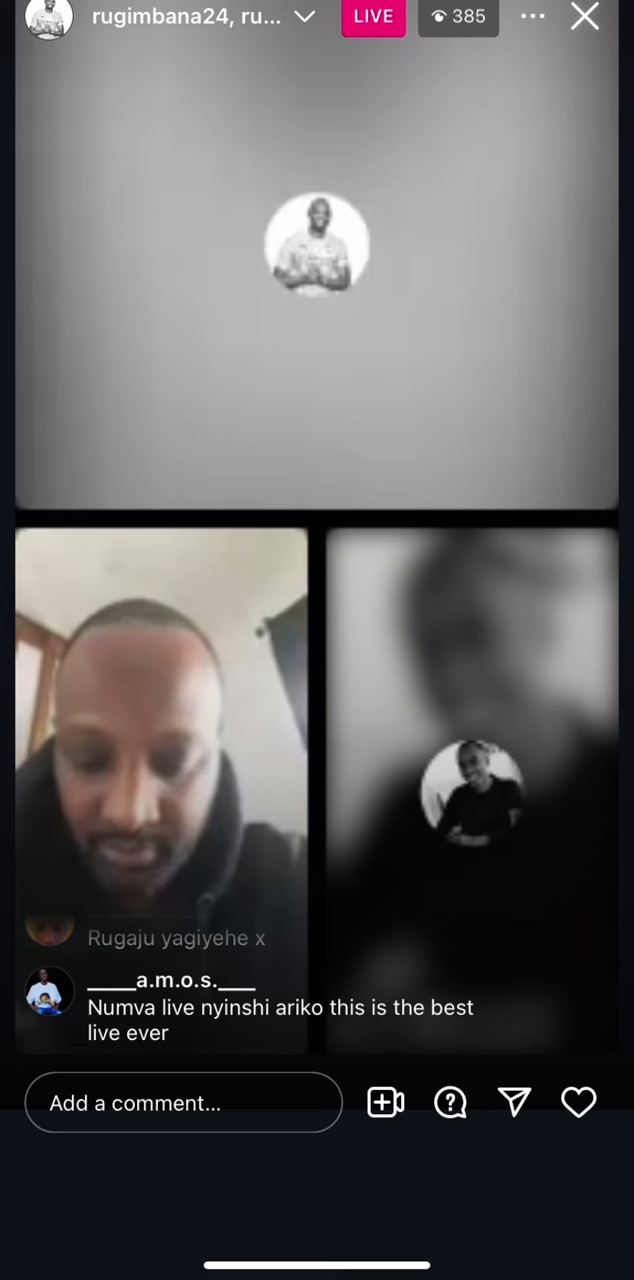 rugimbana24, ru...
LIVE
385
Rugaju yagiyehe x
____a.m.o.s.____
Numva live nyinshi ariko this is the best
live ever
Add a comment...